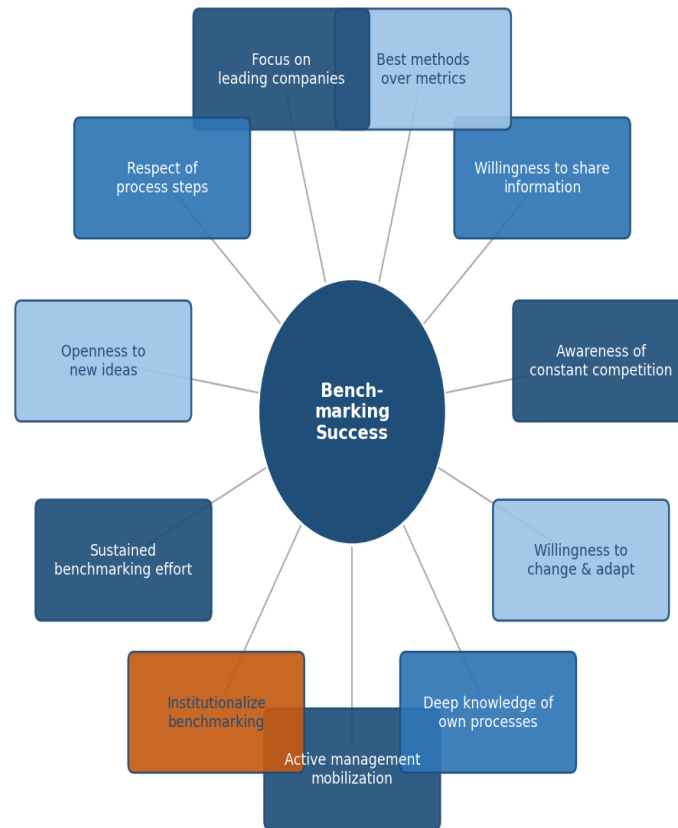 Focus on
leading companies
Best methods
over metrics
Respect of
process steps
Willingness to share
information
Openness to
new ideas
Awareness of
constant competition
Bench-
marking
Success
Sustained
benchmarking effort
Willingness to
change & adapt
Institutionalize
benchmarking
Deep knowledge of
own processes
Active management
mobilization